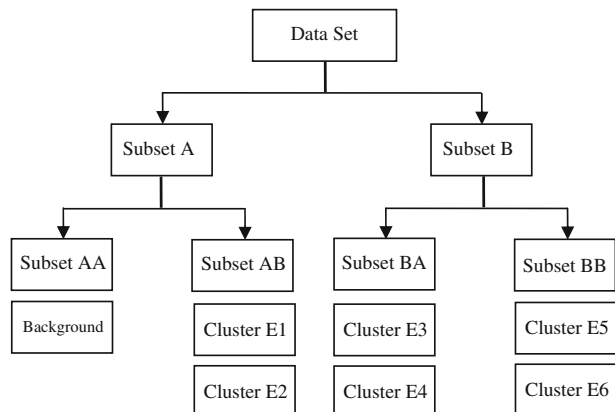 Data Set
Subset A
Subset B
Subset AA
Subset AB
Subset BA
Subset BB
Background
Cluster E1
Cluster E3
Cluster E5
Cluster E2
Cluster E4
Cluster E6